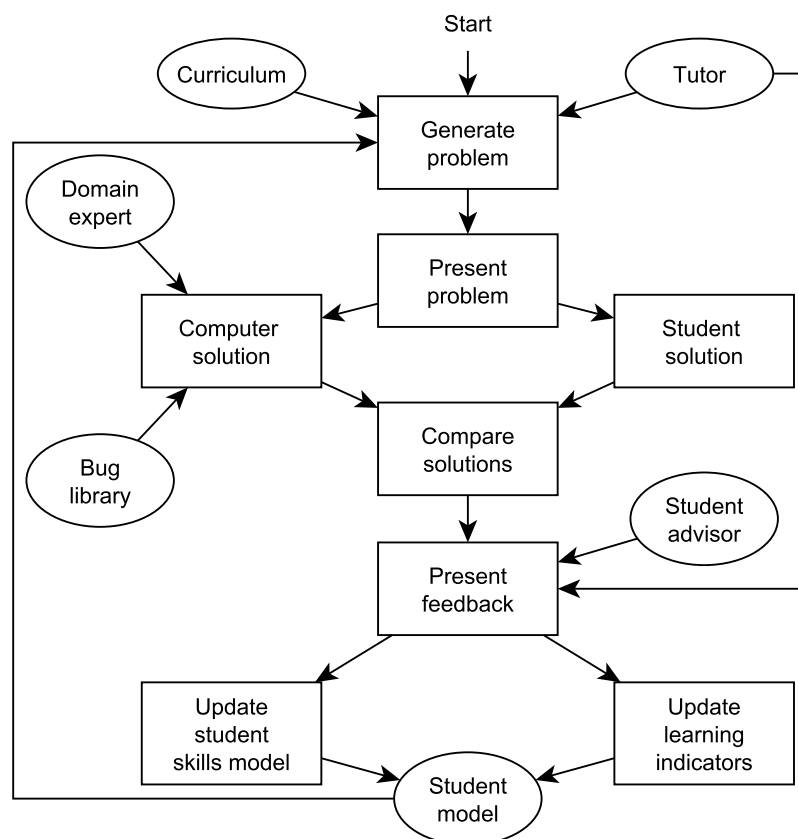 Start
Curriculum
Tutor
Generate
problem
Domain
expert
Present
problem
Computer
solution
Student
solution
Compare
solutions
Bug
library
Student
advisor
Present
feedback
Update
student
skills model
Update
learning
indicators
Student
model